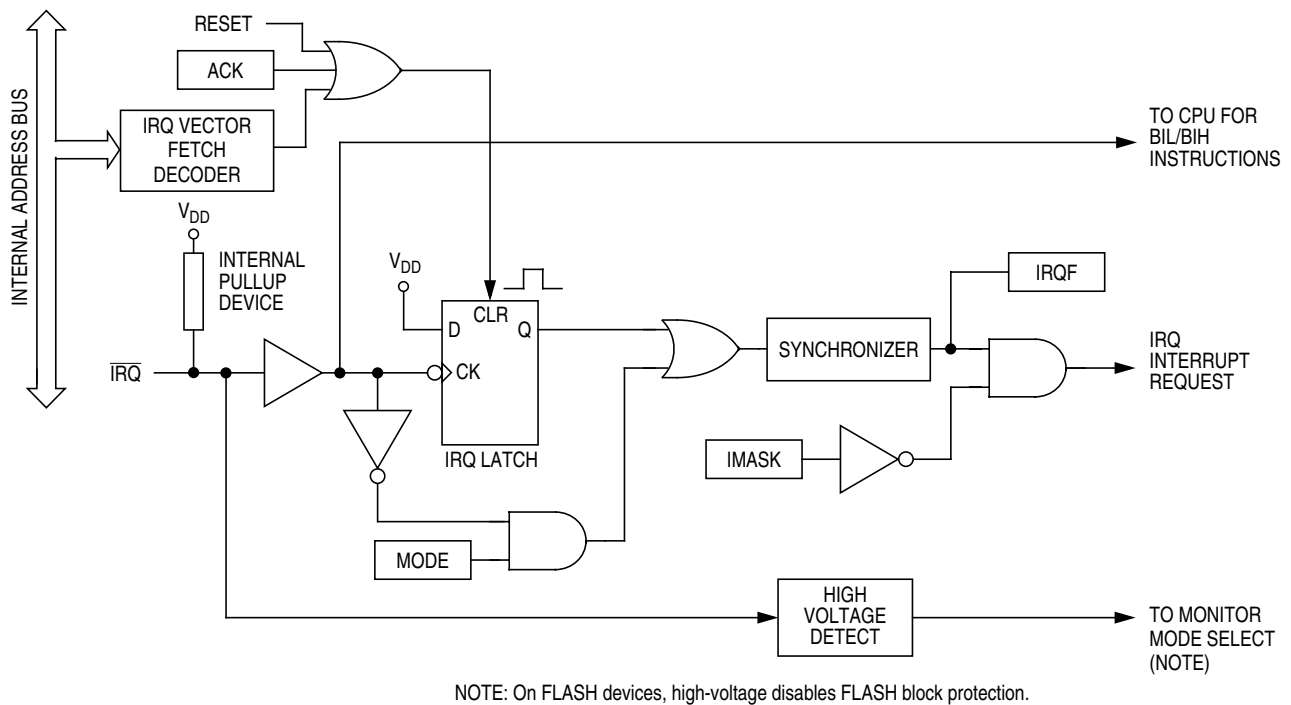 INTERNAL ADDRESS BUS
RESET
ACK
IRQ VECTOR
FETCH
DECODER
TO CPU FOR
BIL/BIH
INSTRUCTIONS
VDD
INTERNAL
PULLUP
DEVICE
VDD
CLR
D
Q
CK
IRQ LATCH
IRQ
SYNCHRONIZER
IRQF
IRQ
INTERRUPT
REQUEST
IMASK
MODE
HIGH
VOLTAGE
DETECT
TO MONITOR
MODE SELECT
(NOTE)
NOTE: On FLASH devices, high-voltage disables FLASH block protection.